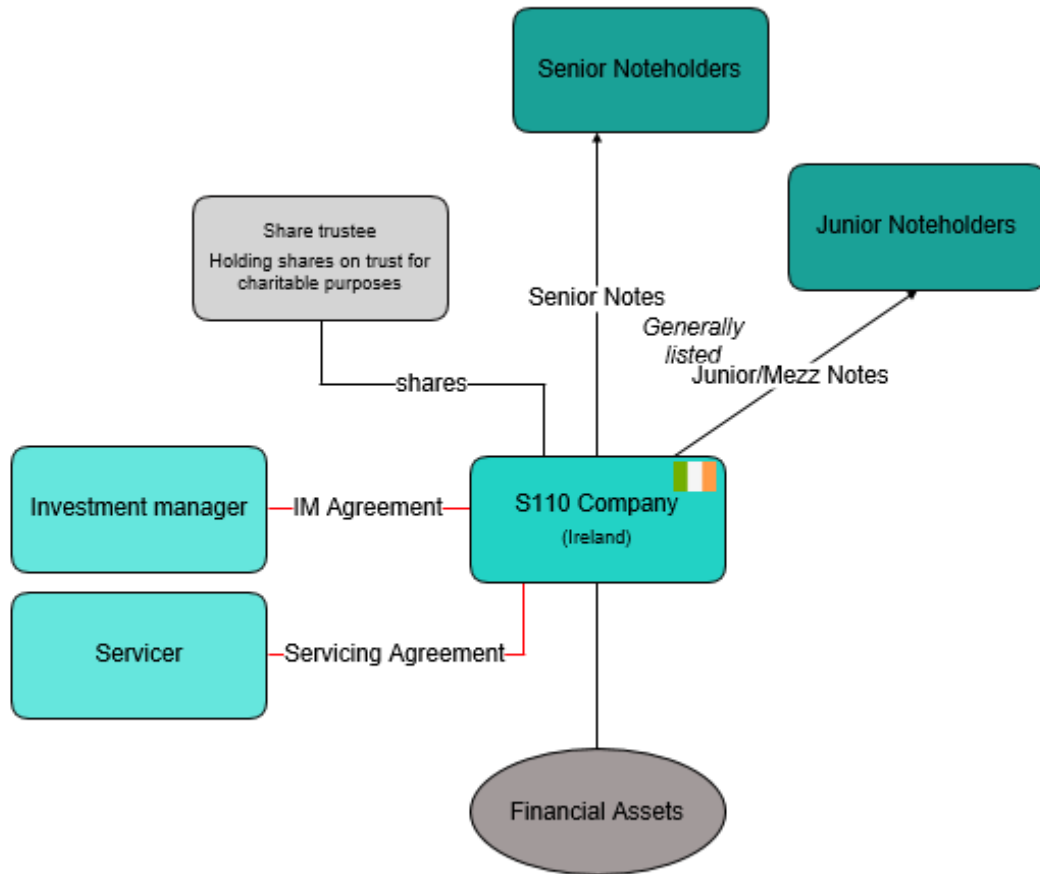 Senior Noteholders
Junior Noteholders
Share trustee
Holding shares on trust for
charitable purposes
Senior Notes
Generally
listed
Junior/Mezz Notes
shares
Investment manager
IM Agreement
S110 Company
(Ireland)
Servicer
Servicing Agreement
Financial Assets